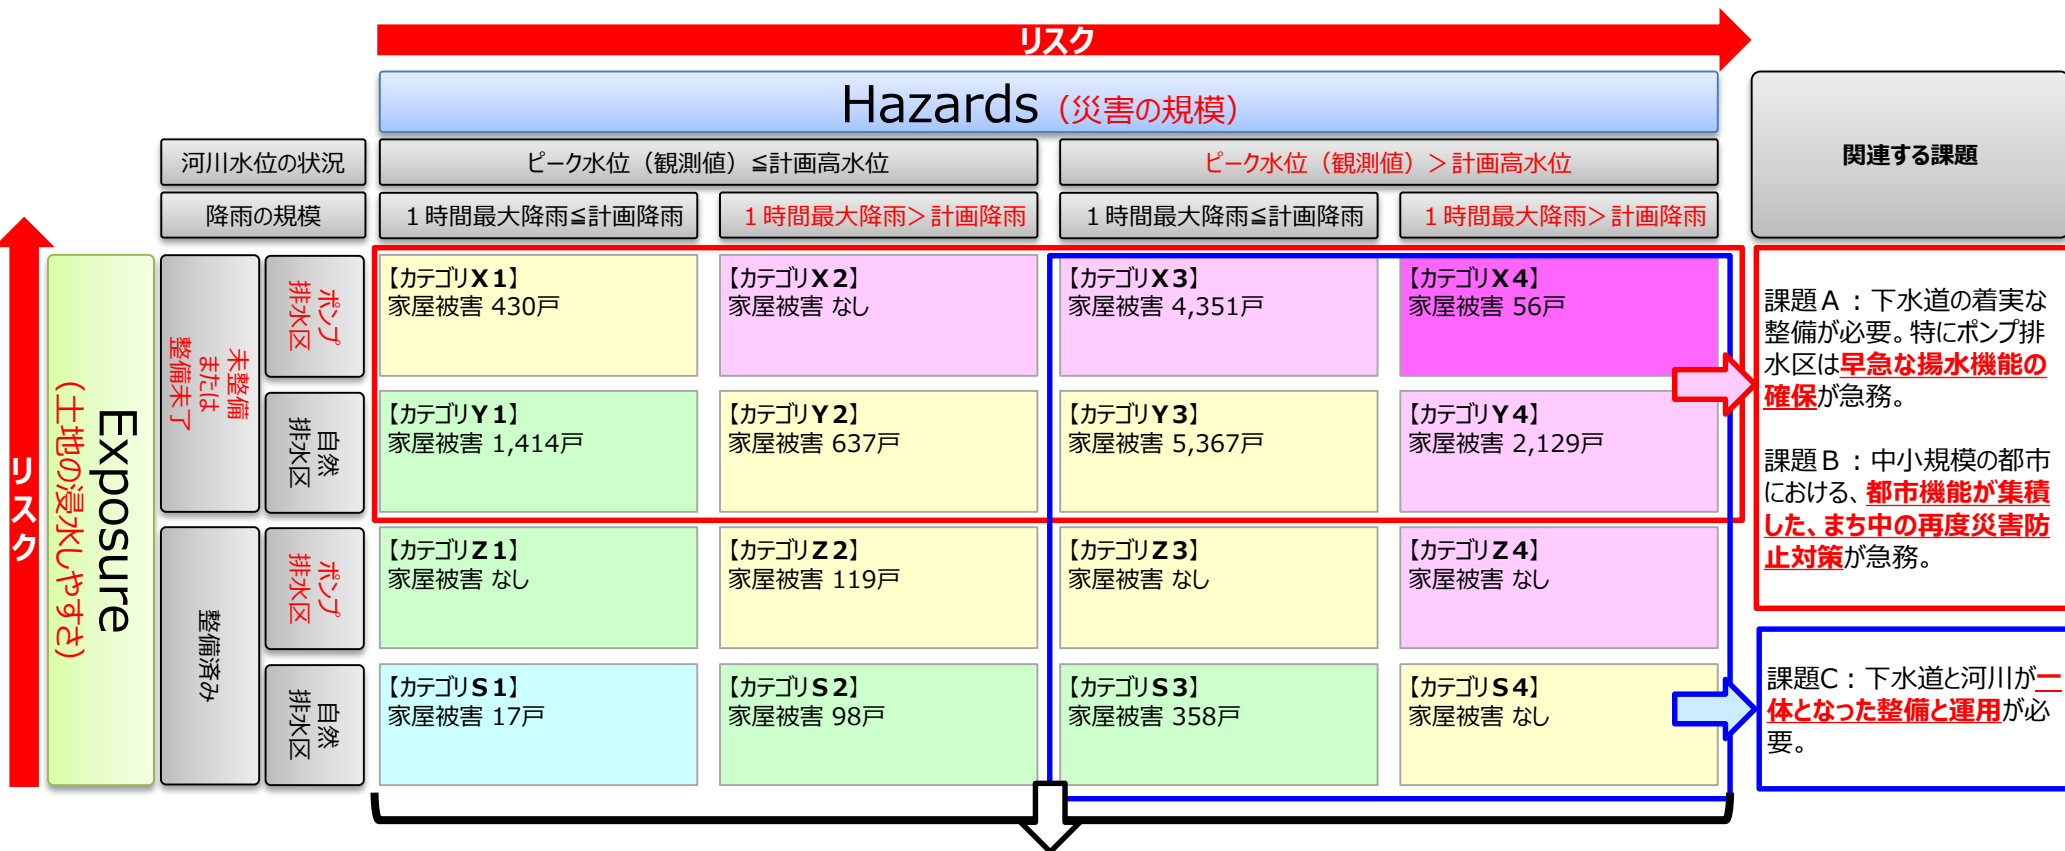 リスク
Hazards (災害の規模)
関連する課題
河川水位の状況
ピーク水位（観測値）≦計画高水位
ピーク水位（観測値）＞計画高水位
降雨の規模
１時間最大降雨≦計画降雨
１時間最大降雨＞計画降雨
１時間最大降雨≦計画降雨
１時間最大降雨＞計画降雨
リスク
Exposure
(土地の浸水しやすさ)
未整備
または
整備未了
ポンプ
排水区
【カテゴリＸ１】
家屋被害 430戸
【カテゴリＸ２】
家屋被害 なし
【カテゴリＸ３】
家屋被害 4,351戸
【カテゴリＸ４】
家屋被害 56戸
自然
排水区
【カテゴリＹ１】
家屋被害 1,414戸
【カテゴリＹ２】
家屋被害 637戸
【カテゴリＹ３】
家屋被害 5,367戸
【カテゴリＹ４】
家屋被害 2,129戸
整備済み
ポンプ
排水区
【カテゴリＺ１】
家屋被害 なし
【カテゴリＺ２】
家屋被害 119戸
【カテゴリＺ３】
家屋被害 なし
【カテゴリＺ４】
家屋被害 なし
自然
排水区
【カテゴリＳ１】
家屋被害 17戸
【カテゴリＳ２】
家屋被害 98戸
【カテゴリＳ３】
家屋被害 358戸
【カテゴリＳ４】
家屋被害 なし
課題Ａ：下水道の着実な
整備が必要。特にポンプ排
水区は早急な揚水機能の
確保が急務。
課題Ｂ：中小規模の都市
における、都市機能が集積
した、まち中の再度災害防
止対策が急務。
課題Ｃ：下水道と河川が一
体となった整備と運用が必
要。